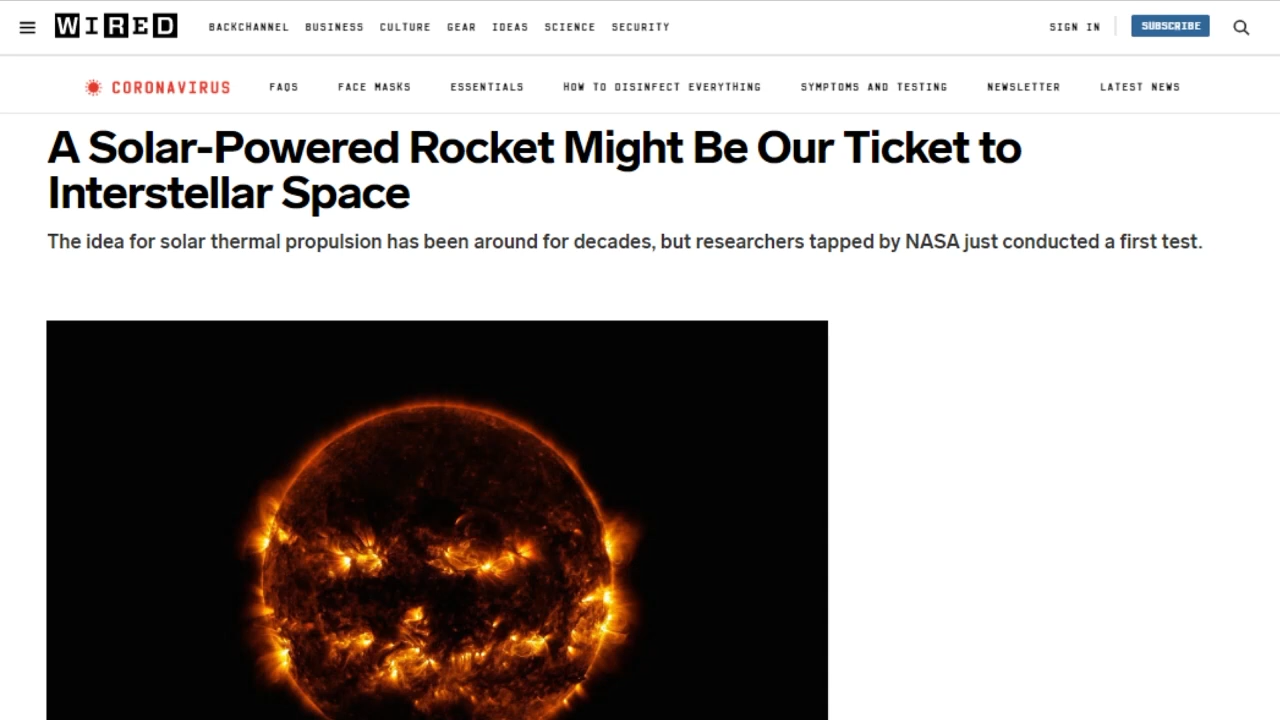 WIRED BACKCHANNEL BUSINESS CULTURE GEAR IDEAS SCIENCE SECURITY SIGN IN SUBSCRIBE
CORONAVIRUS FAQS FACE MASKS ESSENTIALS HOW TO DISINFECT EVERYTHING SYMPTOMS AND TESTING NEWSLETTER LATEST NEWS
A Solar-Powered Rocket Might Be Our Ticket to
Interstellar Space
The idea for solar thermal propulsion has been around for decades, but researchers tapped by NASA just conducted a first test.